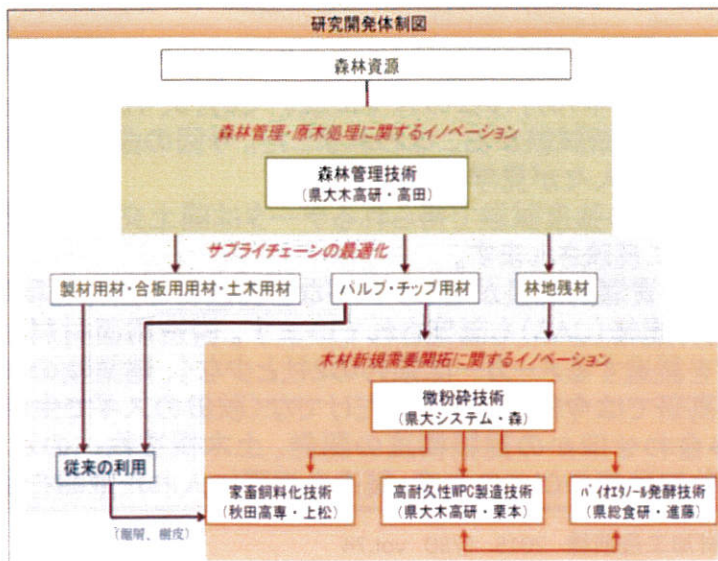 研究開発体制図
森林資源
森林管理・原木処理に関するイノベーション
森林管理技術
(県大木高研・高田)
サプライチェーンの最適化
製材用材・合板用用材・土木用材
パルプ・チップ用材
林地残材
木材新規需要開拓に関するイノベーション
微粉砕技術
(県大システム・森)
従来の利用
家畜飼料化技術
(秋田高専・上松)
高耐久性WPC製造技術
(県大木高研・栗本)
バイオエタノール発酵技術
(県総食研・進藤)
(鋸屑、樹皮)